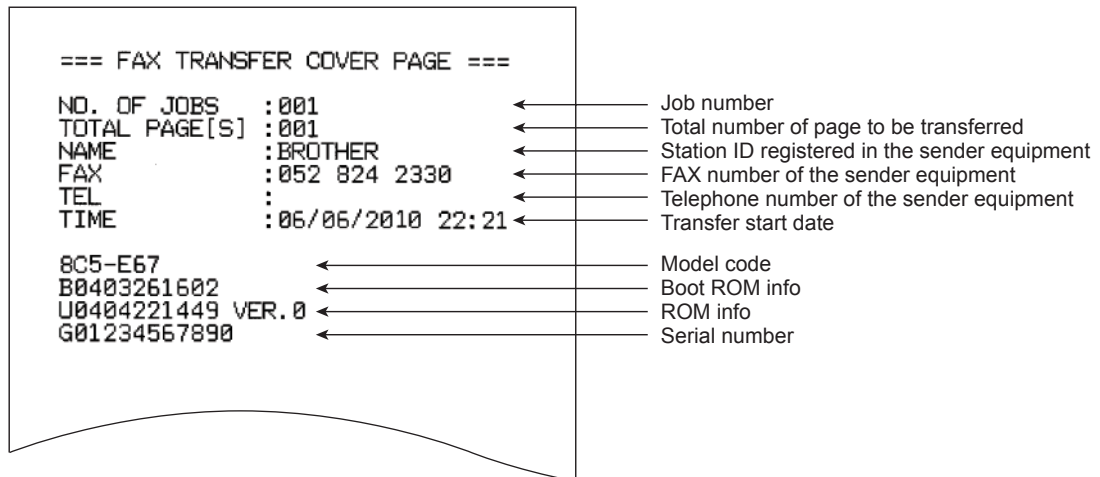 === FAX TRANSFER COVER PAGE ===
NO. OF JOBS :001 Job number
TOTAL PAGE[S] :001 Total number of page to be transferred
NAME :BROTHER Station ID registered in the sender equipment
FAX :052 824 2330 FAX number of the sender equipment
TEL : Telephone number of the sender equipment
TIME :06/06/2010 22:21 Transfer start date
8C5-E67 Model code
B0403261602 Boot ROM info
U0404221449 VER.0 ROM info
G01234567890 Serial number